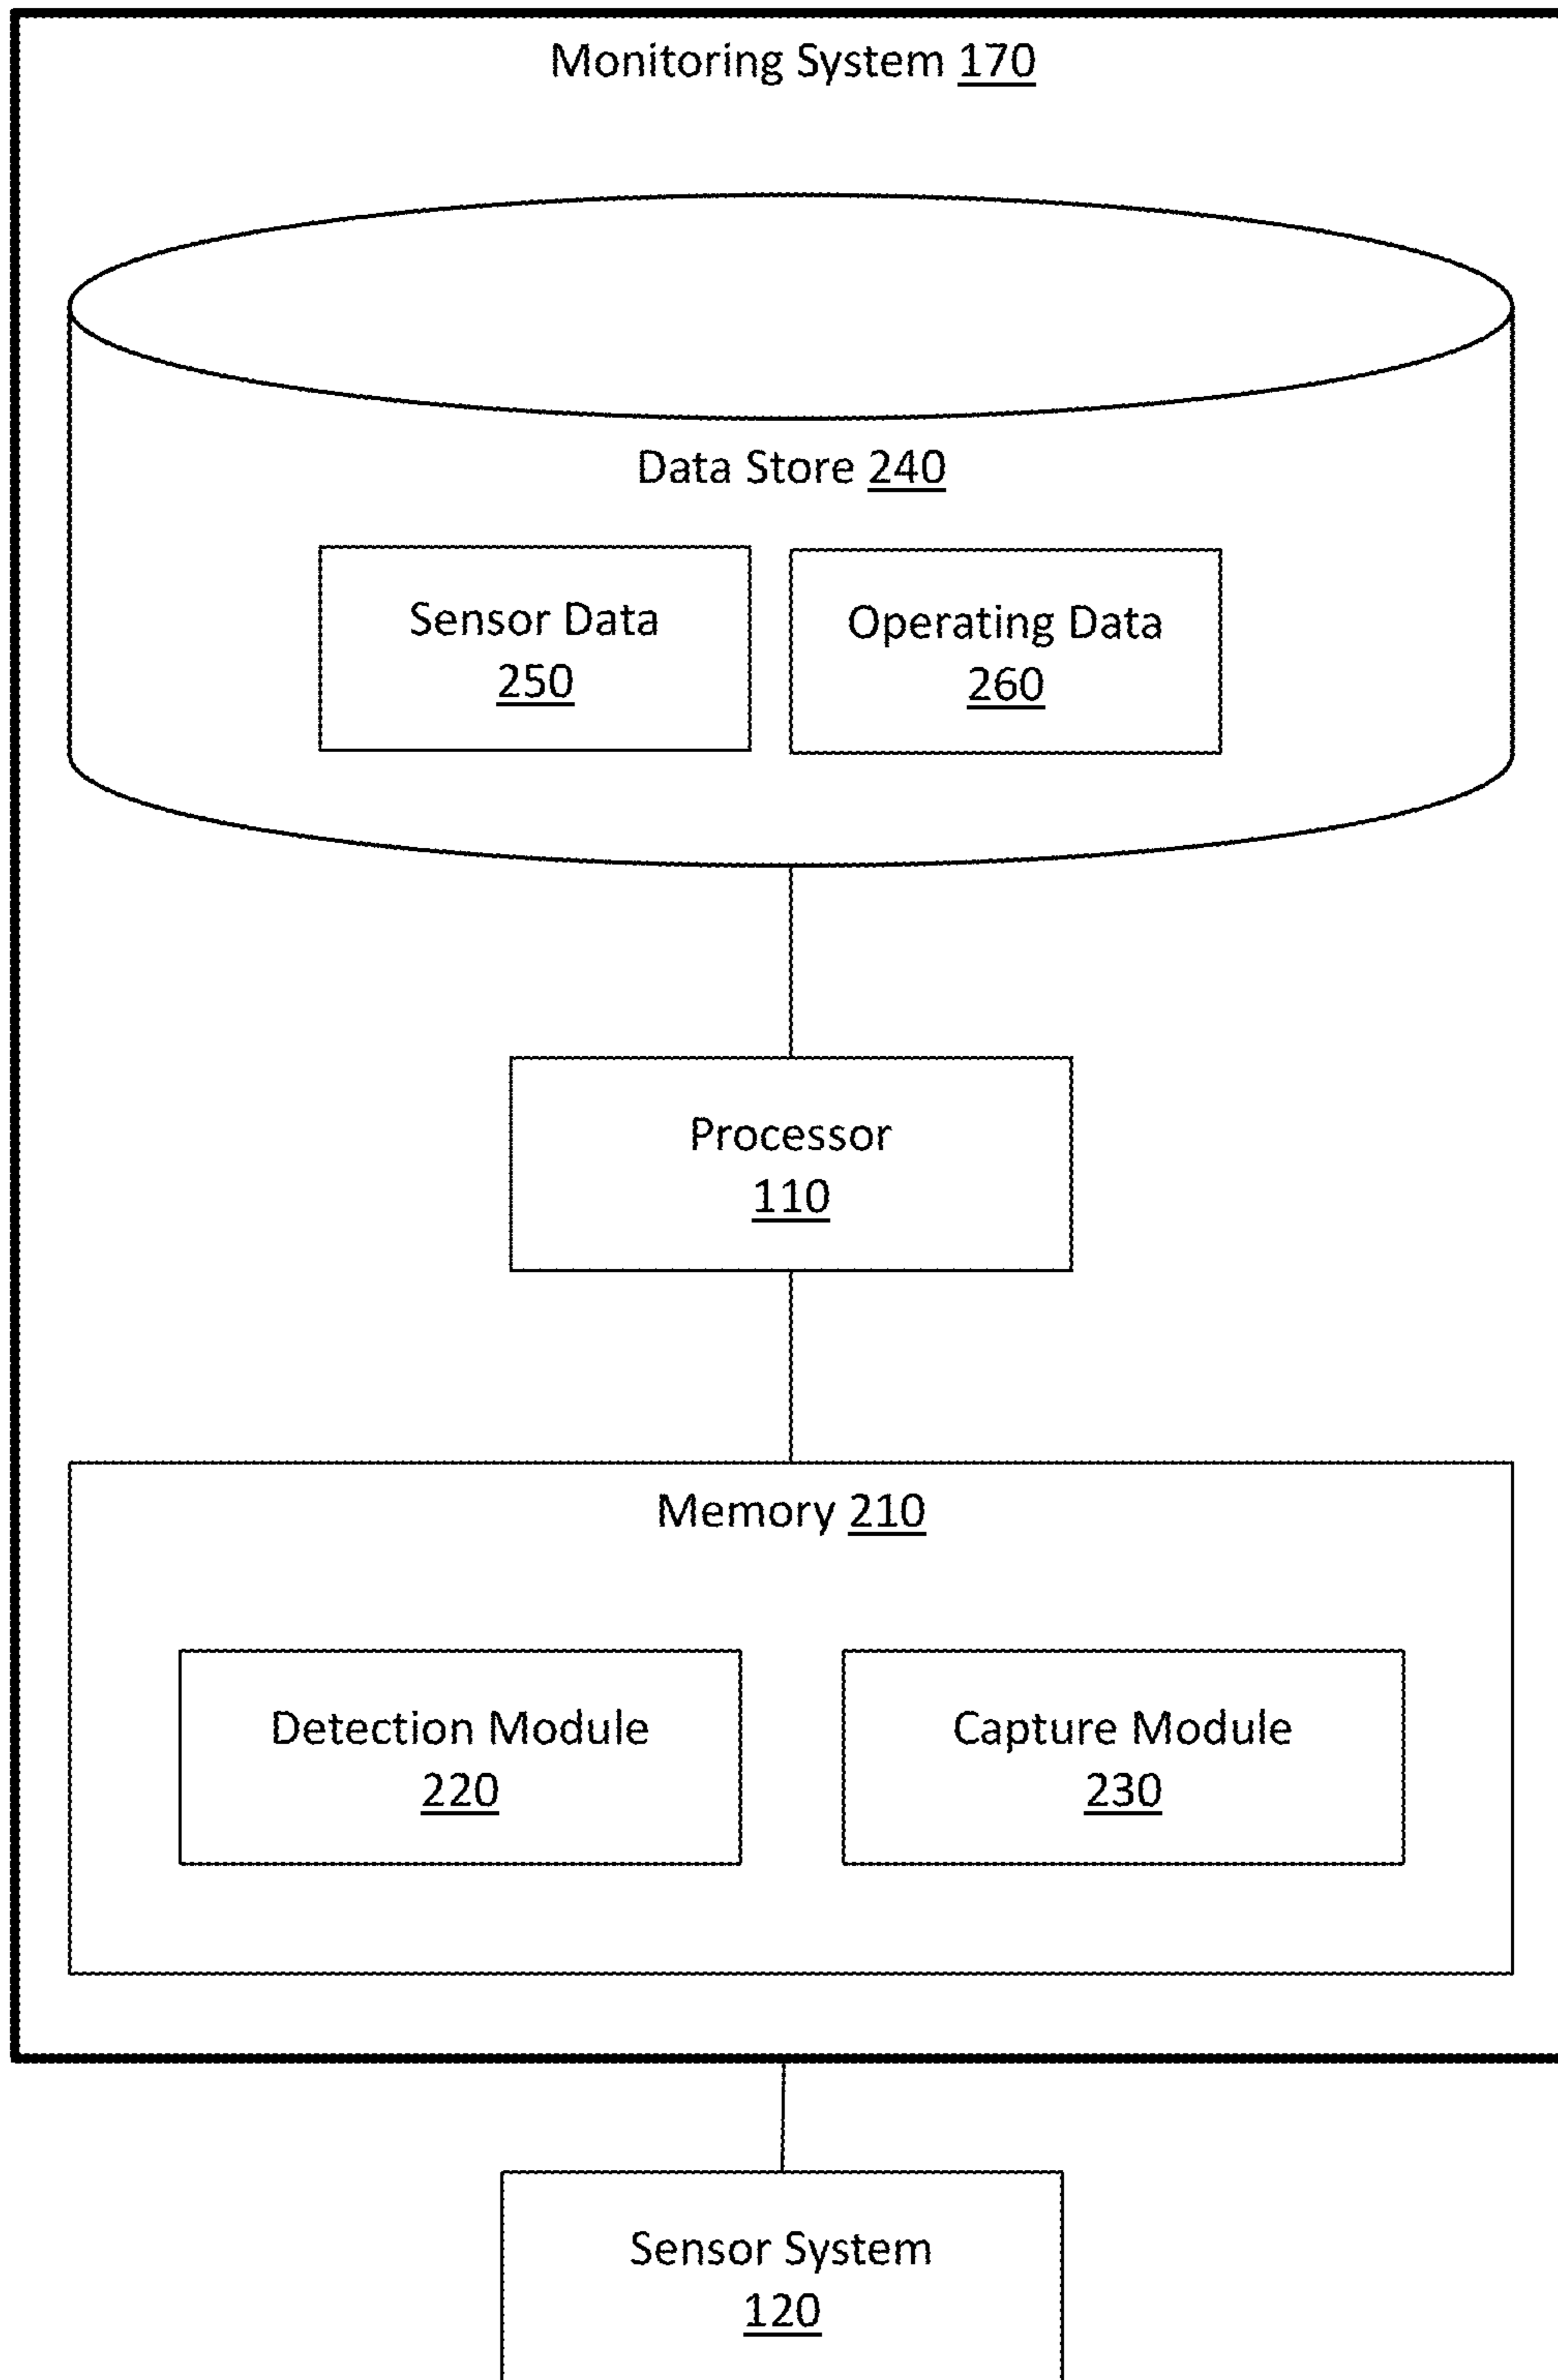 Monitoring System 170
Data Store 240
Sensor Data
250
Operating Data
260
Processor
110
Memory 210
Detection Module
220
Capture Module
230
Sensor System
120